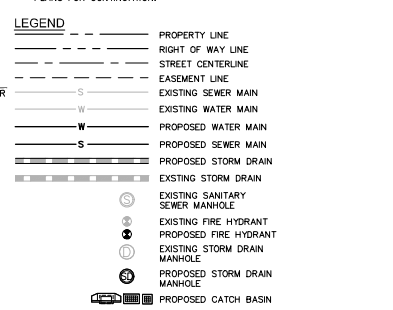 LEGEND
PROPERTY LINE
RIGHT OF WAY LINE
STREET CENTERLINE
EASEMENT LINE
R
S EXISTING SEWER MAIN
W EXISTING WATER MAIN
W PROPOSED WATER MAIN
S PROPOSED SEWER MAIN
PROPOSED STORM DRAIN
EXSTING STORM DRAIN
S EXISTING SANITARY
SEWER MANHOLE
EXISTING FIRE HYDRANT
PROPOSED FIRE HYDRANT
D EXISTING STORM DRAIN
MANHOLE
SD PROPOSED STORM DRAIN
MANHOLE
PROPOSED CATCH BASIN